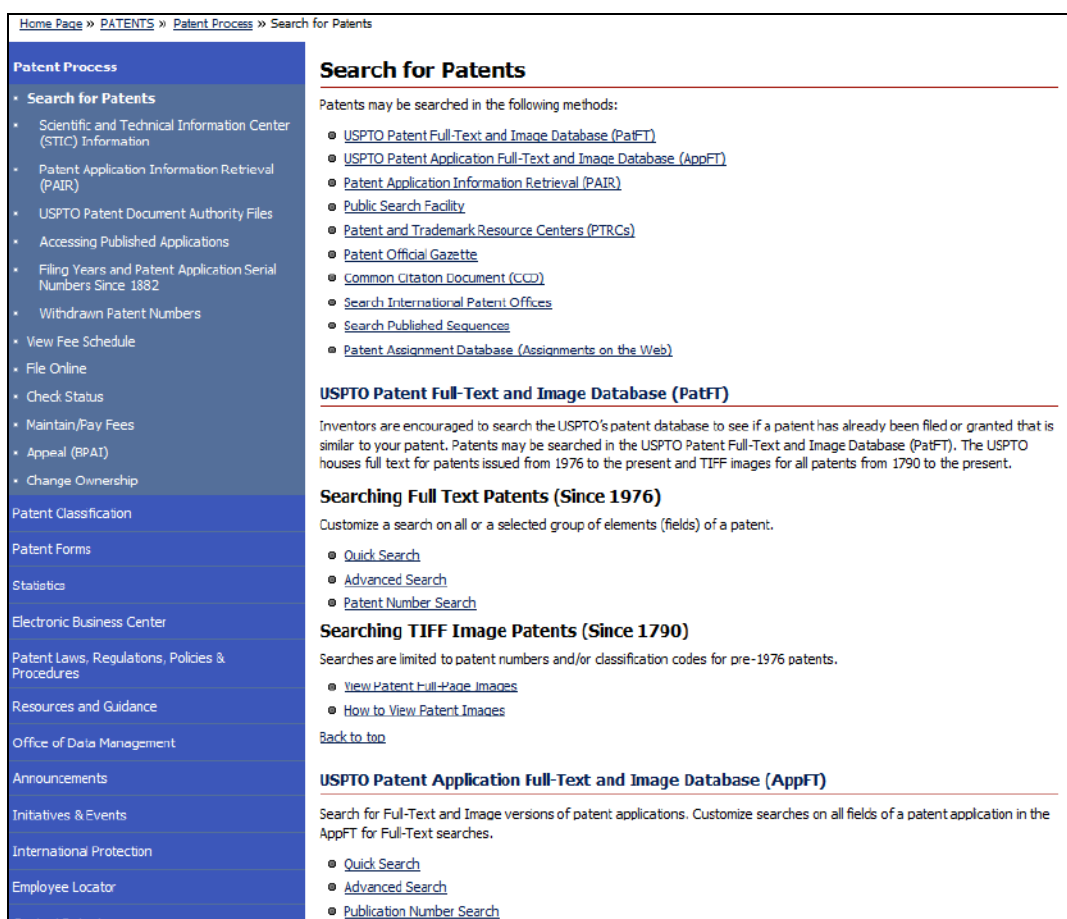 Home Page » PATENTS » Patent Process » Search for Patents
Patent Process
Search for Patents
Scientific and Technical Information Center
(STIC) Information
Patent Application Information Retrieval
(PAIR)
USPTO Patent Document Authority Files
Accessing Published Applications
Filing Years and Patent Application Serial
Numbers Since 1882
Withdrawn Patent Numbers
View Fee Schedule
File Online
Check Status
Maintain/Pay Fees
Appeal (BPAI)
Change Ownership
Patent Classification
Patent Forms
Statistics
Electronic Business Center
Patent Laws, Regulations, Policies &
Procedures
Resources and Guidance
Office of Data Management
Announcements
Initiatives & Events
International Protection
Employee Locator
Search for Patents
Patents may be searched in the following methods:
USPTO Patent Full-Text and Image Database (PatFT)
USPTO Patent Application Full-Text and Image Database (AppFT)
Patent Application Information Retrieval (PAIR)
Public Search Facility
Patent and Trademark Resource Centers (PTRCs)
Patent Official Gazette
Common Citation Document (CCD)
Search International Patent Offices
Search Published Sequences
Patent Assignment Database (Assignments on the Web)
USPTO Patent Full-Text and Image Database (PatFT)
Inventors are encouraged to search the USPTO's patent database to see if a patent has already been filed or granted that is
similar to your patent. Patents may be searched in the USPTO Patent Full-Text and Image Database (PatFT). The USPTO
houses full text for patents issued from 1976 to the present and TIFF images for all patents from 1790 to the present.
Searching Full Text Patents (Since 1976)
Customize a search on all or a selected group of elements (fields) of a patent.
Quick Search
Advanced Search
Patent Number Search
Searching TIFF Image Patents (Since 1790)
Searches are limited to patent numbers and/or classification codes for pre-1976 patents.
View Patent Full-Page Images
How to View Patent Images
Back to top
USPTO Patent Application Full-Text and Image Database (AppFT)
Search for Full-Text and Image versions of patent applications. Customize searches on all fields of a patent application in the
AppFT for Full-Text searches.
Quick Search
Advanced Search
Publication Number Search